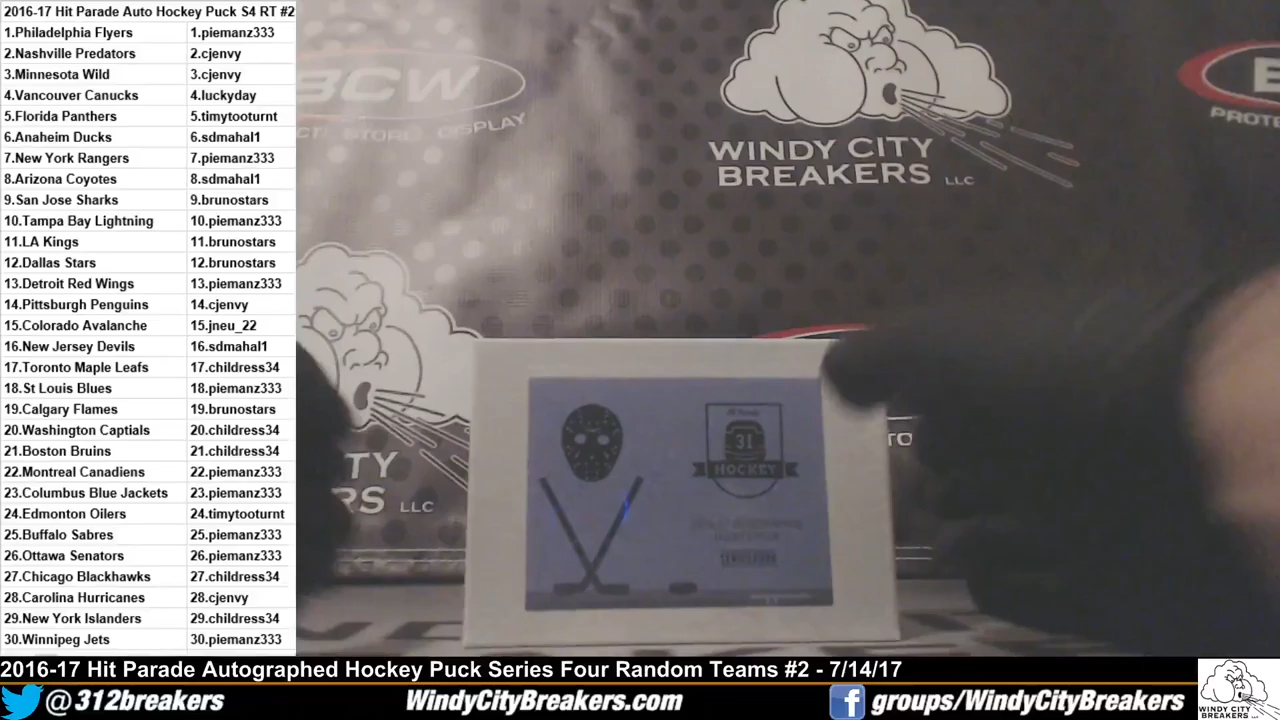 2016-17 Hit Parade Auto Hockey Puck S4 RT #2
1.Philadelphia Flyers 1.piemanz333
2.Nashville Predators 2.cjenvy
3.Minnesota Wild 3.cjenvy
4.Vancouver Canucks 4.luckyday
5.Florida Panthers 5.timytooturnt
6.Anaheim Ducks 6.sdmahal1
7.New York Rangers 7.piemanz333
8.Arizona Coyotes 8.sdmahal1
9.San Jose Sharks 9.brunostars
10.Tampa Bay Lightning 10.piemanz333
11.LA Kings 11.brunostars
12.Dallas Stars 12.brunostars
13.Detroit Red Wings 13.piemanz333
14.Pittsburgh Penguins 14.cjenvy
15.Colorado Avalanche 15.jneu_22
16.New Jersey Devils 16.sdmahal1
17.Toronto Maple Leafs 17.childress34
18.St Louis Blues 18.piemanz333
19.Calgary Flames 19.brunostars
20.Washington Captials 20.childress34
21.Boston Bruins 21.childress34
22.Montreal Canadiens 22.piemanz333
23.Columbus Blue Jackets 23.piemanz333
24.Edmonton Oilers 24.timytooturnt
25.Buffalo Sabres 25.piemanz333
26.Ottawa Senators 26.piemanz333
27.Chicago Blackhawks 27.childress34
28.Carolina Hurricanes 28.cjenvy
29.New York Islanders 29.childress34
30.Winnipeg Jets 30.piemanz333
BCW
STORE DISPLAY
WINDY CITY
BREAKERS LLC
B
PROTE
TY
RS LLC
TO
31
HOCKEY
2016-17 Hit Parade Autographed Hockey Puck Series Four Random Teams #2 - 7/14/17
@312breakers WindyCityBreakers.com groups/WindyCityBreakers
WINDY CITY
BREAKERS LLC